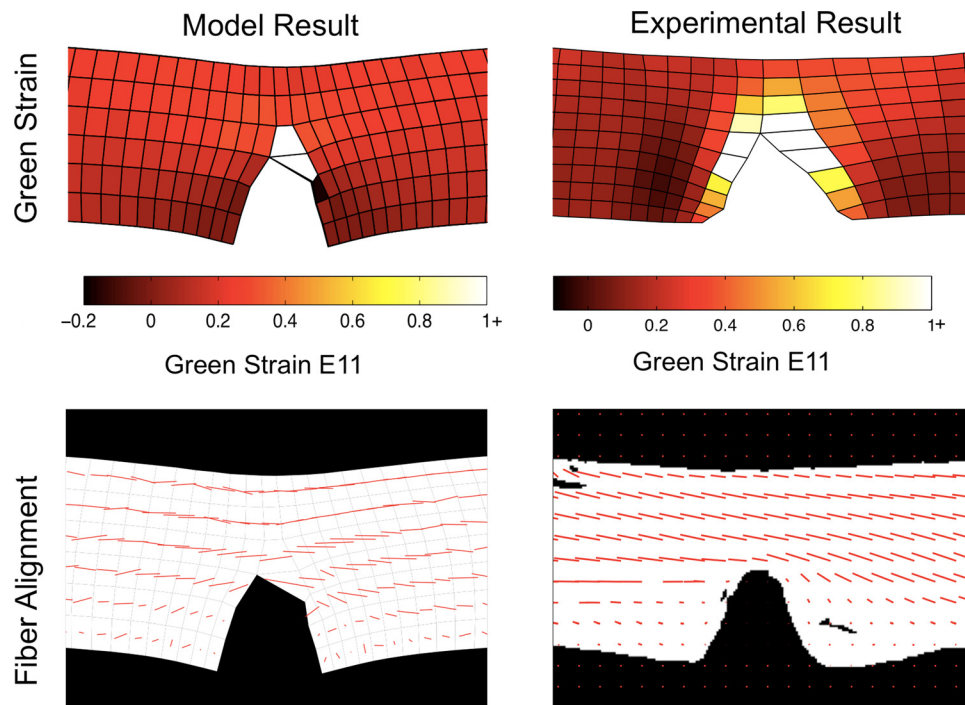 Model Result
Experimental Result
Green Strain
−0.2 0 0.2 0.4 0.6 0.8 1+
0 0.2 0.4 0.6 0.8 1+
Green Strain E11
Green Strain E11
Fiber Alignment